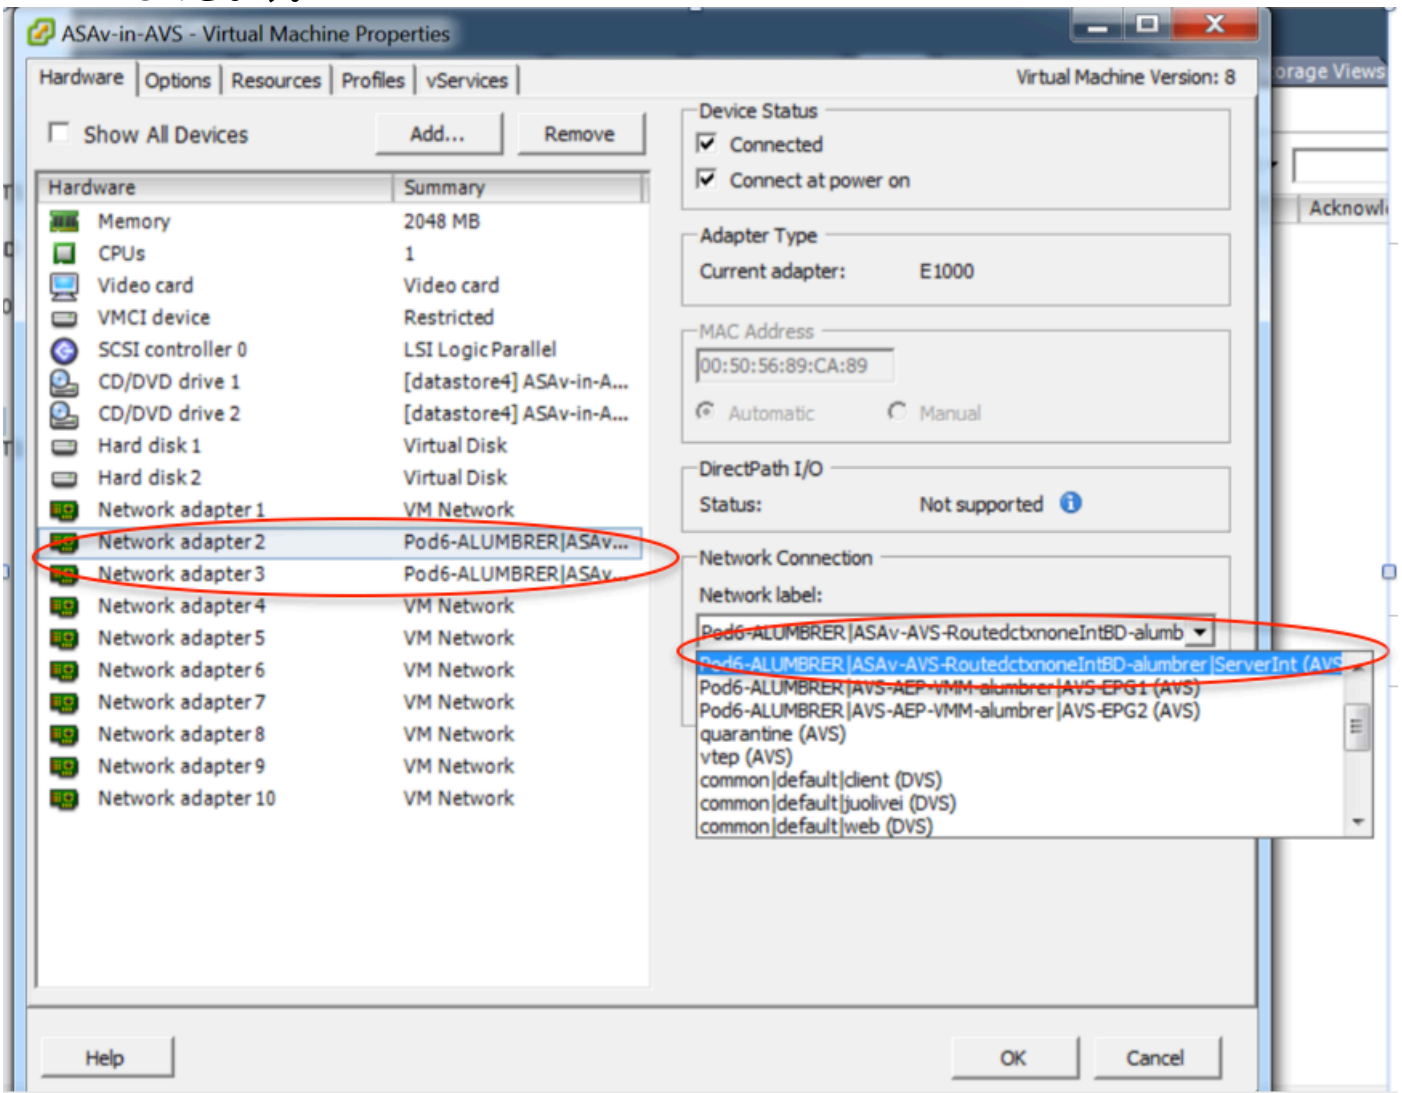 ASAv-in-AVS - Virtual Machine Properties
Hardware Options Resources Profiles vServices
Virtual Machine Version: 8
orage Views
Show All Devices
Add...
Remove
Hardware Summary
Memory 2048 MB
CPUs 1
Video card Video card
VMCI device Restricted
SCSI controller 0 LSI Logic Parallel
CD/DVD drive 1 [datastore4] ASAv-in-A...
CD/DVD drive 2 [datastore4] ASAv-in-A...
Hard disk 1 Virtual Disk
Hard disk 2 Virtual Disk
Network adapter 1 VM Network
Network adapter 2 Pod6-ALUMBRER|ASAv...
Network adapter 3 Pod6-ALUMBRER|ASAv...
Network adapter 4 VM Network
Network adapter 5 VM Network
Network adapter 6 VM Network
Network adapter 7 VM Network
Network adapter 8 VM Network
Network adapter 9 VM Network
Network adapter 10 VM Network
Device Status
Connected
Connect at power on
Adapter Type
Current adapter: E1000
MAC Address
00:50:56:89:CA:89
Automatic Manual
DirectPath I/O
Status: Not supported
Network Connection
Network label:
Pod6-ALUMBRER|ASAv-AVS-RoutedctxnoneIntBD-alumb
Pod6-ALUMBRER|ASAv-AVS-RoutedctxnoneIntBD-alumbrer|ServerInt (AVS
Pod6-ALUMBRER|AVS-AEP-VMM-alumbrer|AVS-EPG1 (AVS)
Pod6-ALUMBRER|AVS-AEP-VMM-alumbrer|AVS-EPG2 (AVS)
quarantine (AVS)
vtep (AVS)
common|default|client (DVS)
common|default|juolivei (DVS)
common|default|web (DVS)
Acknowl
Help
OK
Cancel